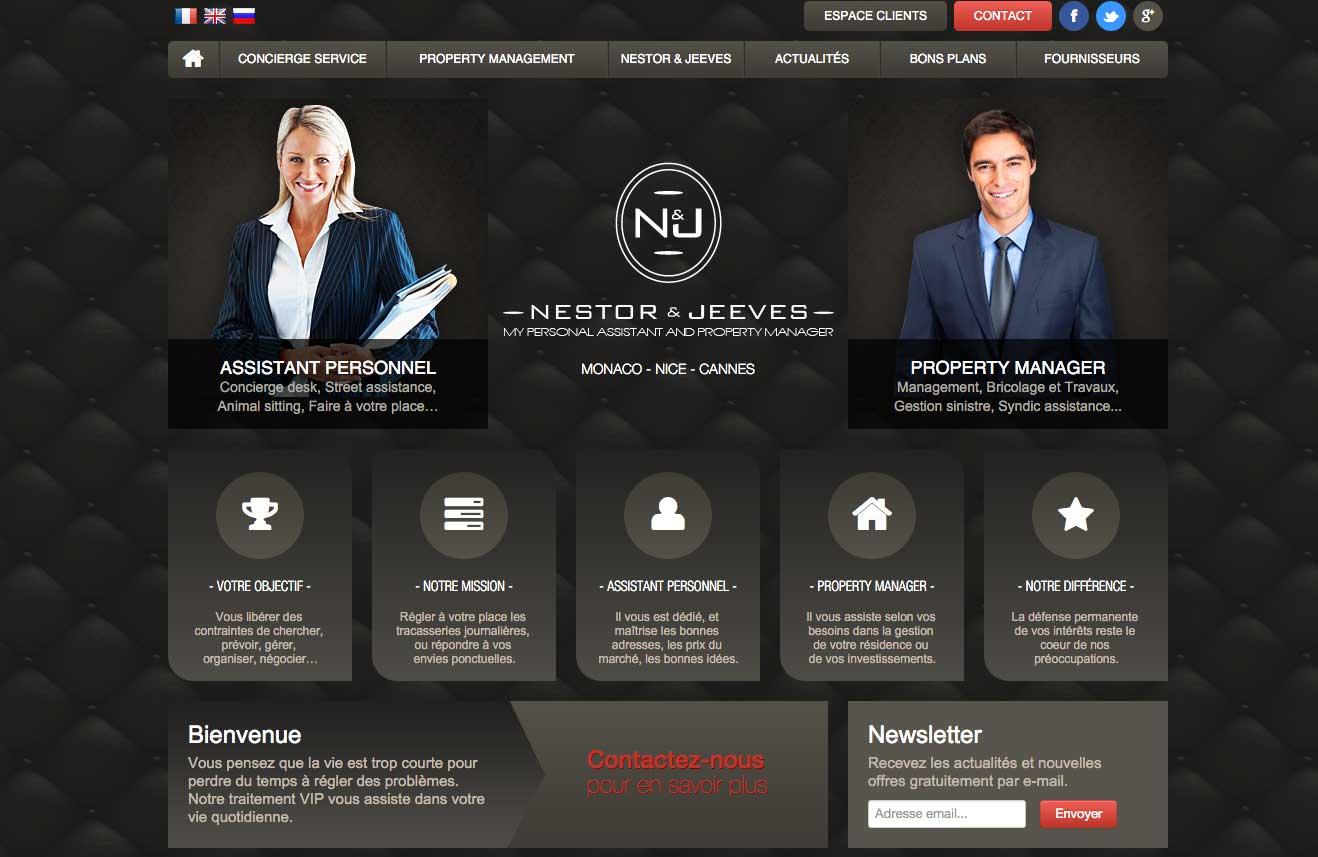 ESPACE CLIENTS
CONTACT
f
g+
CONCIERGE SERVICE
PROPERTY MANAGEMENT
NESTOR & JEEVES
ACTUALITÉS
BONS PLANS
FOURNISSEURS
N&J
NESTOR & JEEVES
MY PERSONAL ASSISTANT AND PROPERTY MANAGER
MONACO - NICE - CANNES
ASSISTANT PERSONNEL
Concierge desk, Street assistance,
Animal sitting, Faire à votre place...
PROPERTY MANAGER
Management, Bricolage et Travaux,
Gestion sinistre, Syndic assistance...
- VOTRE OBJECTIF -
Vous libérer des
contraintes de chercher,
prévoir, gérer,
organiser, négocier...
- NOTRE MISSION -
Régler à votre place les
tracasseries journalières,
ou répondre à vos
envies ponctuelles.
- ASSISTANT PERSONNEL -
Il vous est dédié, et
maîtrise les bonnes
adresses, les prix du
marché, les bonnes idées.
- PROPERTY MANAGER -
Il vous assiste selon vos
besoins dans la gestion
de votre résidence ou
de vos investissements.
- NOTRE DIFFÉRENCE -
La défense permanente
de vos intérêts reste le
coeur de nos
préoccupations.
Bienvenue
Vous pensez que la vie est trop courte pour
perdre du temps à régler des problèmes.
Notre traitement VIP vous assiste dans votre
vie quotidienne.
Contactez-nous
pour en savoir plus
Newsletter
Recevez les actualités et nouvelles
offres gratuitement par e-mail.
Adresse email...
Envoyer